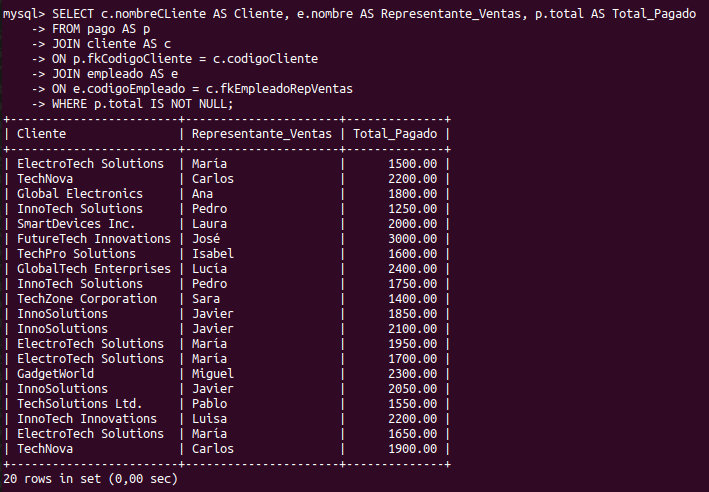 mysql> SELECT c.nombreCLiente AS Cliente, e.nombre AS Representante_Ventas, p.total AS Total_Pagado
    -> FROM pago AS p
    -> JOIN cliente AS c
    -> ON p.fkCodigoCliente = c.codigoCliente
    -> JOIN empleado AS e
    -> ON e.codigoEmpleado = c.fkEmpleadoRepVentas
    -> WHERE p.total IS NOT NULL;
+------------------------+----------------------+--------------+
| Cliente                | Representante_Ventas | Total_Pagado |
+------------------------+----------------------+--------------+
| ElectroTech Solutions  | María                |      1500.00 |
| TechNova               | Carlos               |      2200.00 |
| Global Electronics     | Ana                  |      1800.00 |
| InnoTech Solutions     | Pedro                |      1250.00 |
| SmartDevices Inc.      | Laura                |      2000.00 |
| FutureTech Innovations | José                 |      3000.00 |
| TechPro Solutions      | Isabel               |      1600.00 |
| GlobalTech Enterprises | Lucía                |      2400.00 |
| InnoTech Solutions     | Pedro                |      1750.00 |
| TechZone Corporation   | Sara                 |      1400.00 |
| InnoSolutions          | Javier               |      1850.00 |
| InnoSolutions          | Javier               |      2100.00 |
| ElectroTech Solutions  | María                |      1950.00 |
| ElectroTech Solutions  | María                |      1700.00 |
| GadgetWorld            | Miguel               |      2300.00 |
| InnoSolutions          | Javier               |      2050.00 |
| TechSolutions Ltd.     | Pablo                |      1550.00 |
| InnoTech Innovations   | Luisa                |      2200.00 |
| ElectroTech Solutions  | María                |      1650.00 |
| TechNova               | Carlos               |      1900.00 |
+------------------------+----------------------+--------------+
20 rows in set (0,00 sec)